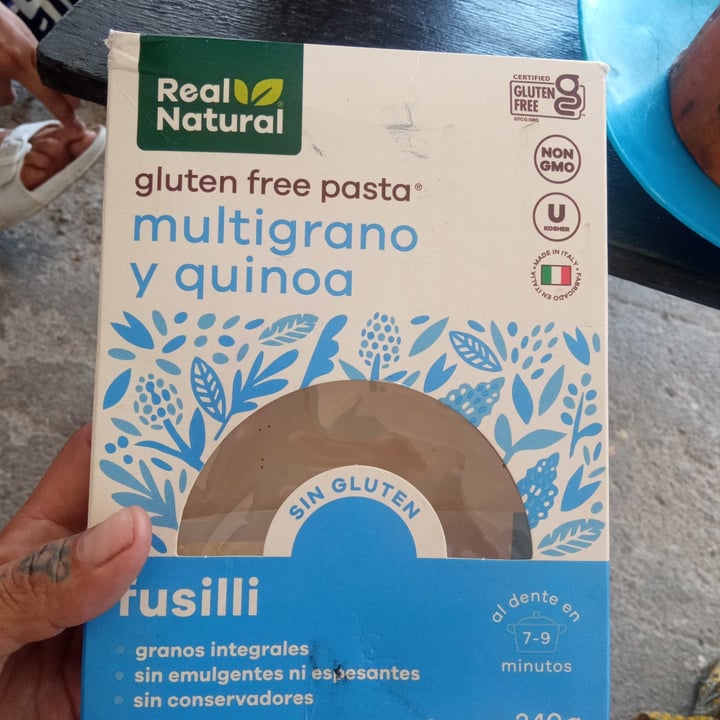 Real
Natural
gluten free pasta®
multigrano
y quinoa
CERTIFIED
GLUTEN
FREE
GFCO.ORG
NON
GMO
U
KOSHER
MADE IN ITALY • FABRICADO EN ITALIA •
SIN GLUTEN
fusilli
granos integrales
sin emulgentes ni espesantes
sin conservadores
al dente en
7-9
minutos